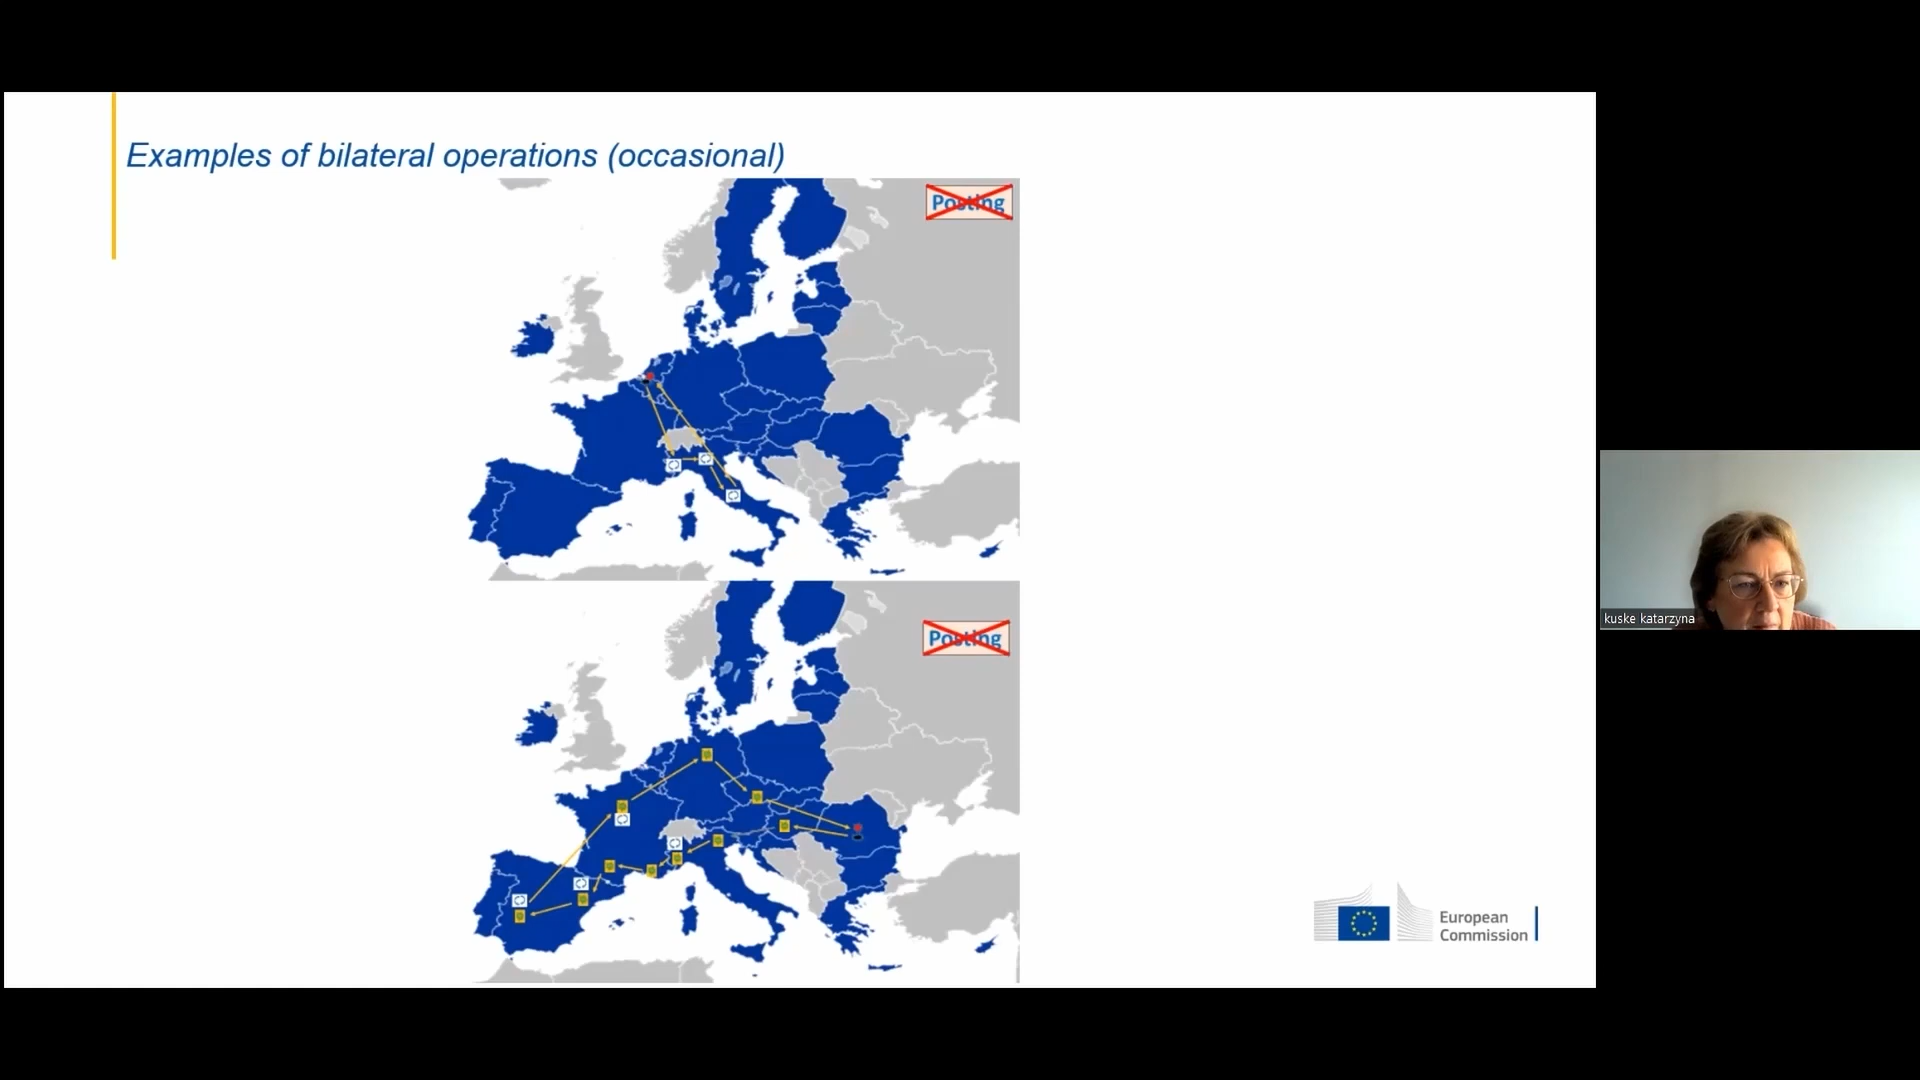 Examples of bilateral operations (occasional)
Posting
Posting
European
Commission
kuske katarzyna